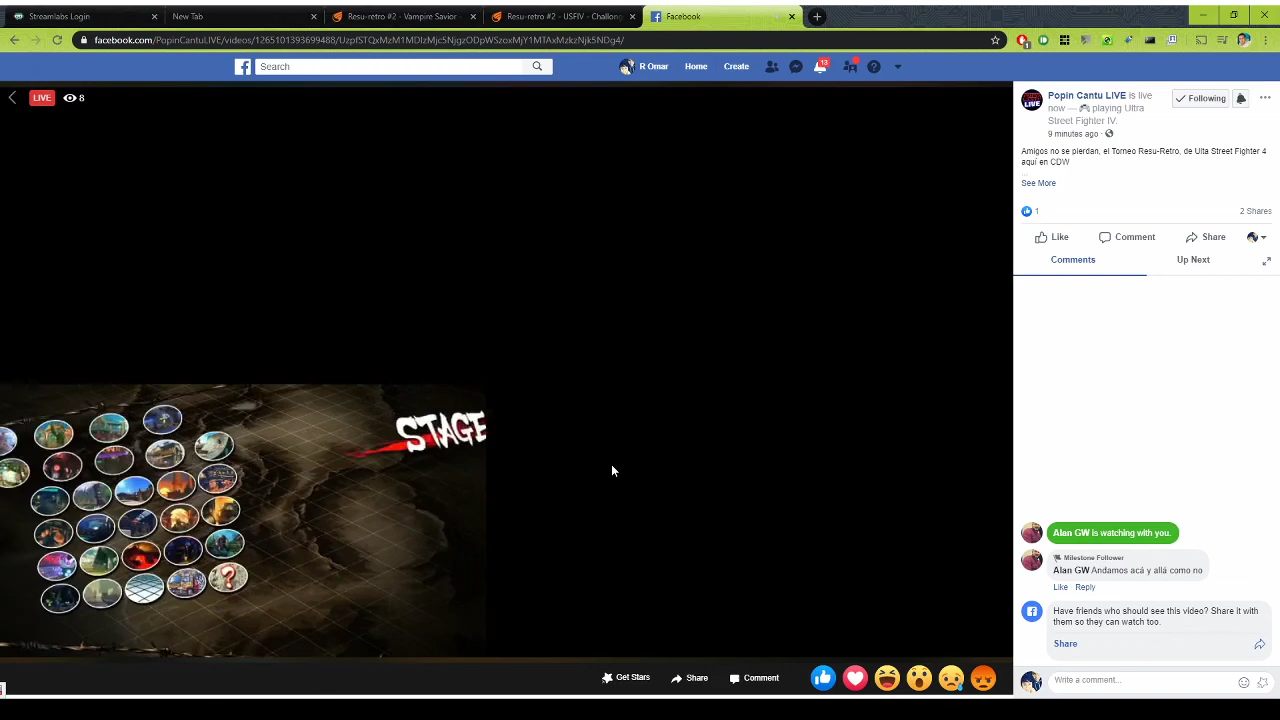 Streamlabs Login
New Tab
Resu-retro #2 - Vampire Savior -
Resu-retro #2 - USFIV - Challong
Facebook
facebook.com/PopinCantuLIVE/videos/1265101393699488/UzpfSTQxMzM1MDIzMjc5NjgzODpWSzoxMjY1MTAxMzkzNjk5NDg4/
Search
R Omar
Home
Create
13
LIVE
8
Popin Cantu LIVE is live
now — 🎮 playing Ultra
Street Fighter IV.
9 minutes ago ·
Following
Amigos no se pierdan, el Torneo Resu-Retro, de Ulta Street Fighter 4
aquí en CDW
...
See More
1
2 Shares
Like
Comment
Share
Comments
Up Next
STAGE
Alan GW is watching with you.
Milestone Follower
Alan GW Andamos acá y allá como no
Like Reply
Have friends who should see this video? Share it with
them so they can watch too.
Share
Get Stars
Share
Comment
Write a comment...